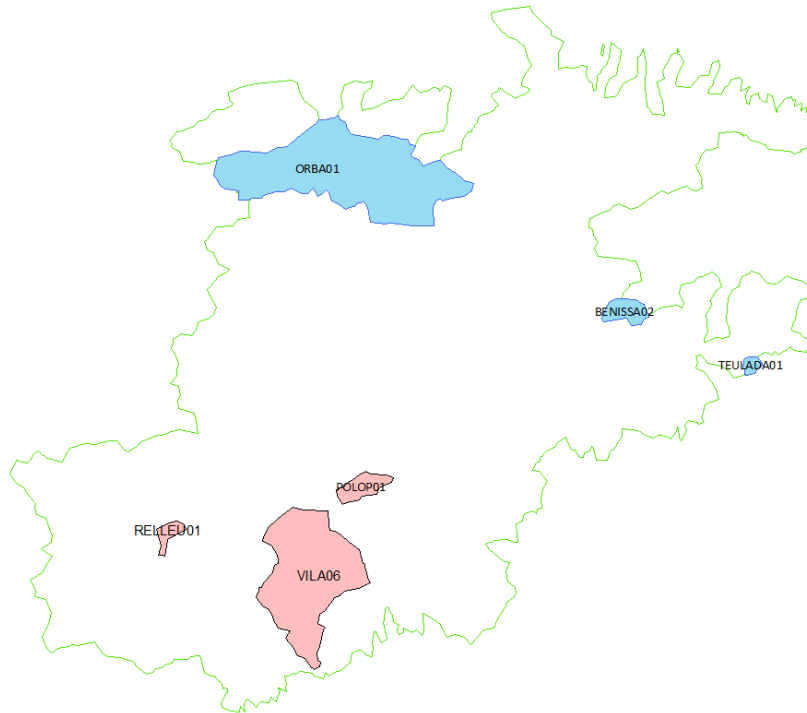 ORBA01
BENISSA02
TEULADA01
POLOP01
RELLEU01
VILA06